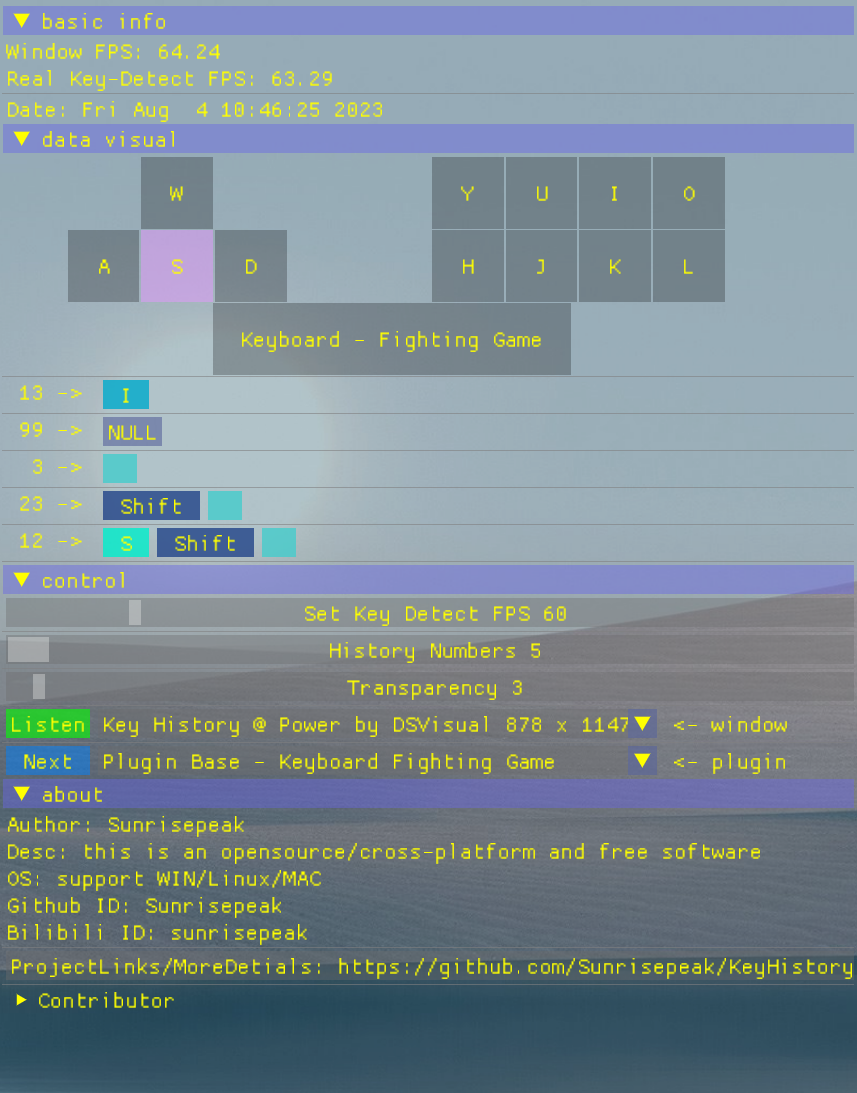 ▼ basic info
Window FPS: 64.24
Real Key-Detect FPS: 63.29
Date: Fri Aug  4 10:46:25 2023
▼ data visual
W Y U I O
A S D H J K L
Keyboard - Fighting Game
13 -> I
99 -> NULL
3 ->
23 -> Shift
12 -> S Shift
▼ control
Set Key Detect FPS 60
History Numbers 5
Transparency 3
Listen Key History @ Power by DSVisual 878 x 1147 ▼ <- window
Next Plugin Base - Keyboard Fighting Game ▼ <- plugin
▼ about
Author: Sunrisepeak
Desc: this is an opensource/cross-platform and free software
OS: support WIN/Linux/MAC
Github ID: Sunrisepeak
Bilibili ID: sunrisepeak
ProjectLinks/MoreDetials: https://github.com/Sunrisepeak/KeyHistory
▶ Contributor